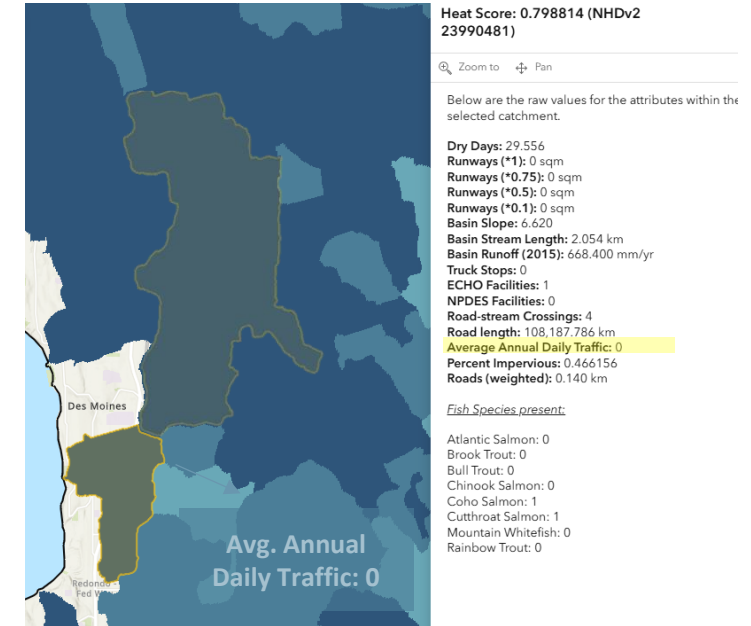 Heat Score: 0.798814 (NHDv2
23990481)
Zoom to Pan
Below are the raw values for the attributes within the
selected catchment.
Dry Days: 29.556
Runways (*1): 0 sqm
Runways (*0.75): 0 sqm
Runways (*0.5): 0 sqm
Runways (*0.1): 0 sqm
Basin Slope: 6.620
Basin Stream Length: 2.054 km
Basin Runoff (2015): 668.400 mm/yr
Truck Stops: 0
ECHO Facilities: 1
NPDES Facilities: 0
Road-stream Crossings: 4
Road length: 108,187.786 km
Average Annual Daily Traffic: 0
Percent Impervious: 0.466156
Roads (weighted): 0.140 km
Fish Species present:
Atlantic Salmon: 0
Brook Trout: 0
Bull Trout: 0
Chinook Salmon: 0
Coho Salmon: 1
Cutthroat Salmon: 1
Mountain Whitefish: 0
Rainbow Trout: 0
Des Moines
Avg. Annual
Daily Traffic: 0
Redondo -
Fed W